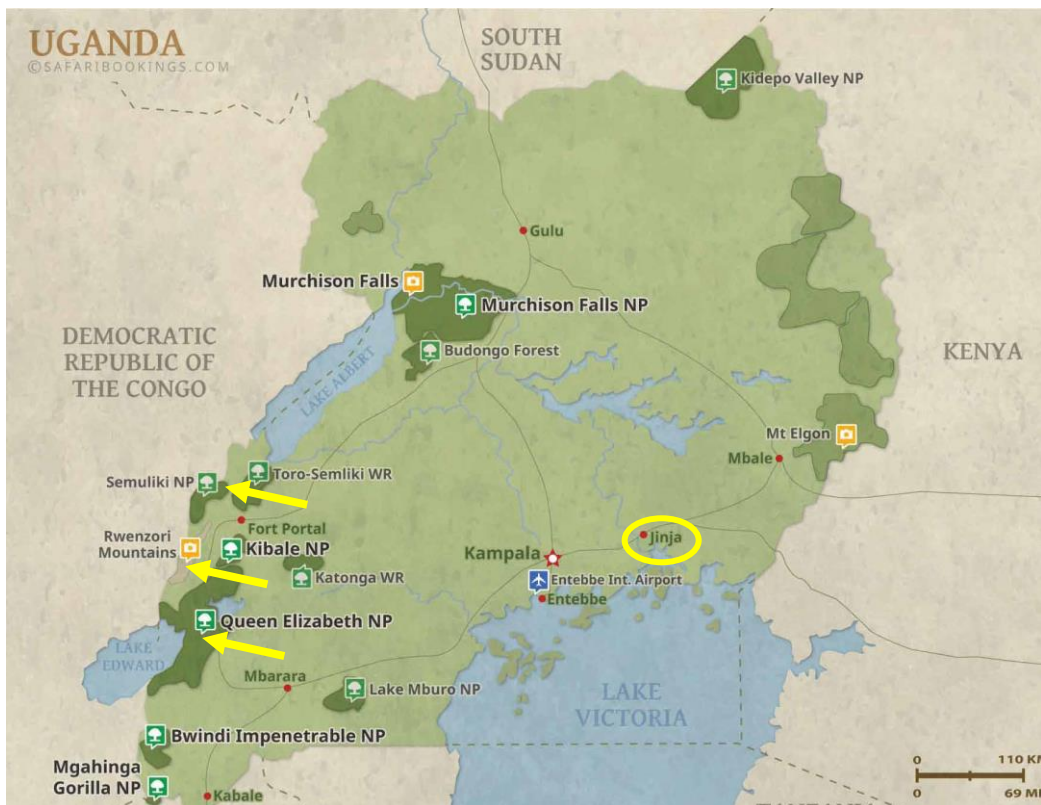 UGANDA
©SAFARIBOOKINGS.COM
SOUTH
SUDAN
Kidepo Valley NP
Gulu
Murchison Falls
Murchison Falls NP
DEMOCRATIC
REPUBLIC OF
THE CONGO
Budongo Forest
KENYA
LAKE ALBERT
Mt Elgon
Mbale
Semuliki NP
Toro-Semliki WR
Fort Portal
Rwenzori
Mountains
Kibale NP
Jinja
Kampala
Katonga WR
Entebbe Int. Airport
Entebbe
Queen Elizabeth NP
LAKE
EDWARD
Mbarara
Lake Mburo NP
LAKE
VICTORIA
Bwindi Impenetrable NP
Mgahinga
Gorilla NP
Kabale
0 110 KM
0 69 MI